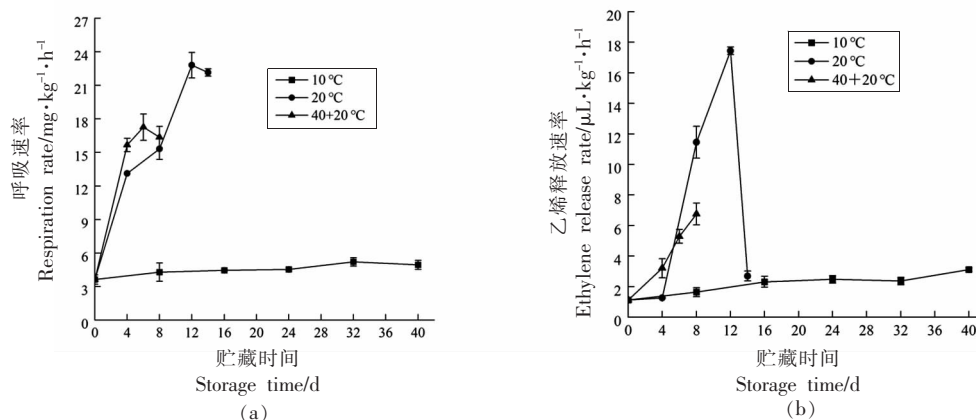 27
24
21
18
15
12
9
6
3
0
0 4 8 12 16 20 24 28 32 36 40
呼吸速率
Respiration rate/mg·kg⁻¹·h⁻¹
10℃
20℃
40+20℃
贮藏时间
Storage time/d
(a)
20
18
16
14
12
10
8
6
4
2
0
0 4 8 12 16 20 24 28 32 36 40
乙烯释放速率
Ethylene release rate/μL·kg⁻¹·h⁻¹
10℃
20℃
40+20℃
贮藏时间
Storage time/d
(b)